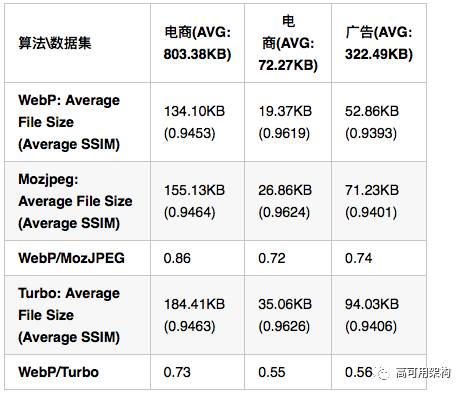 算法\数据集
电商(AVG:
803.38KB)
电
商(AVG:
72.27KB)
广告(AVG:
322.49KB)
WebP: Average
File Size
(Average SSIM)
134.10KB
(0.9453)
19.37KB
(0.9619)
52.86KB
(0.9393)
Mozjpeg:
Average File Size
(Average SSIM)
155.13KB
(0.9464)
26.86KB
(0.9624)
71.23KB
(0.9401)
WebP/MozJPEG
0.86
0.72
0.74
Turbo: Average
File Size
(Average SSIM)
184.41KB
(0.9463)
35.06KB
(0.9626)
94.03KB
(0.9406)
WebP/Turbo
0.73
0.55
0.56
高可用架构